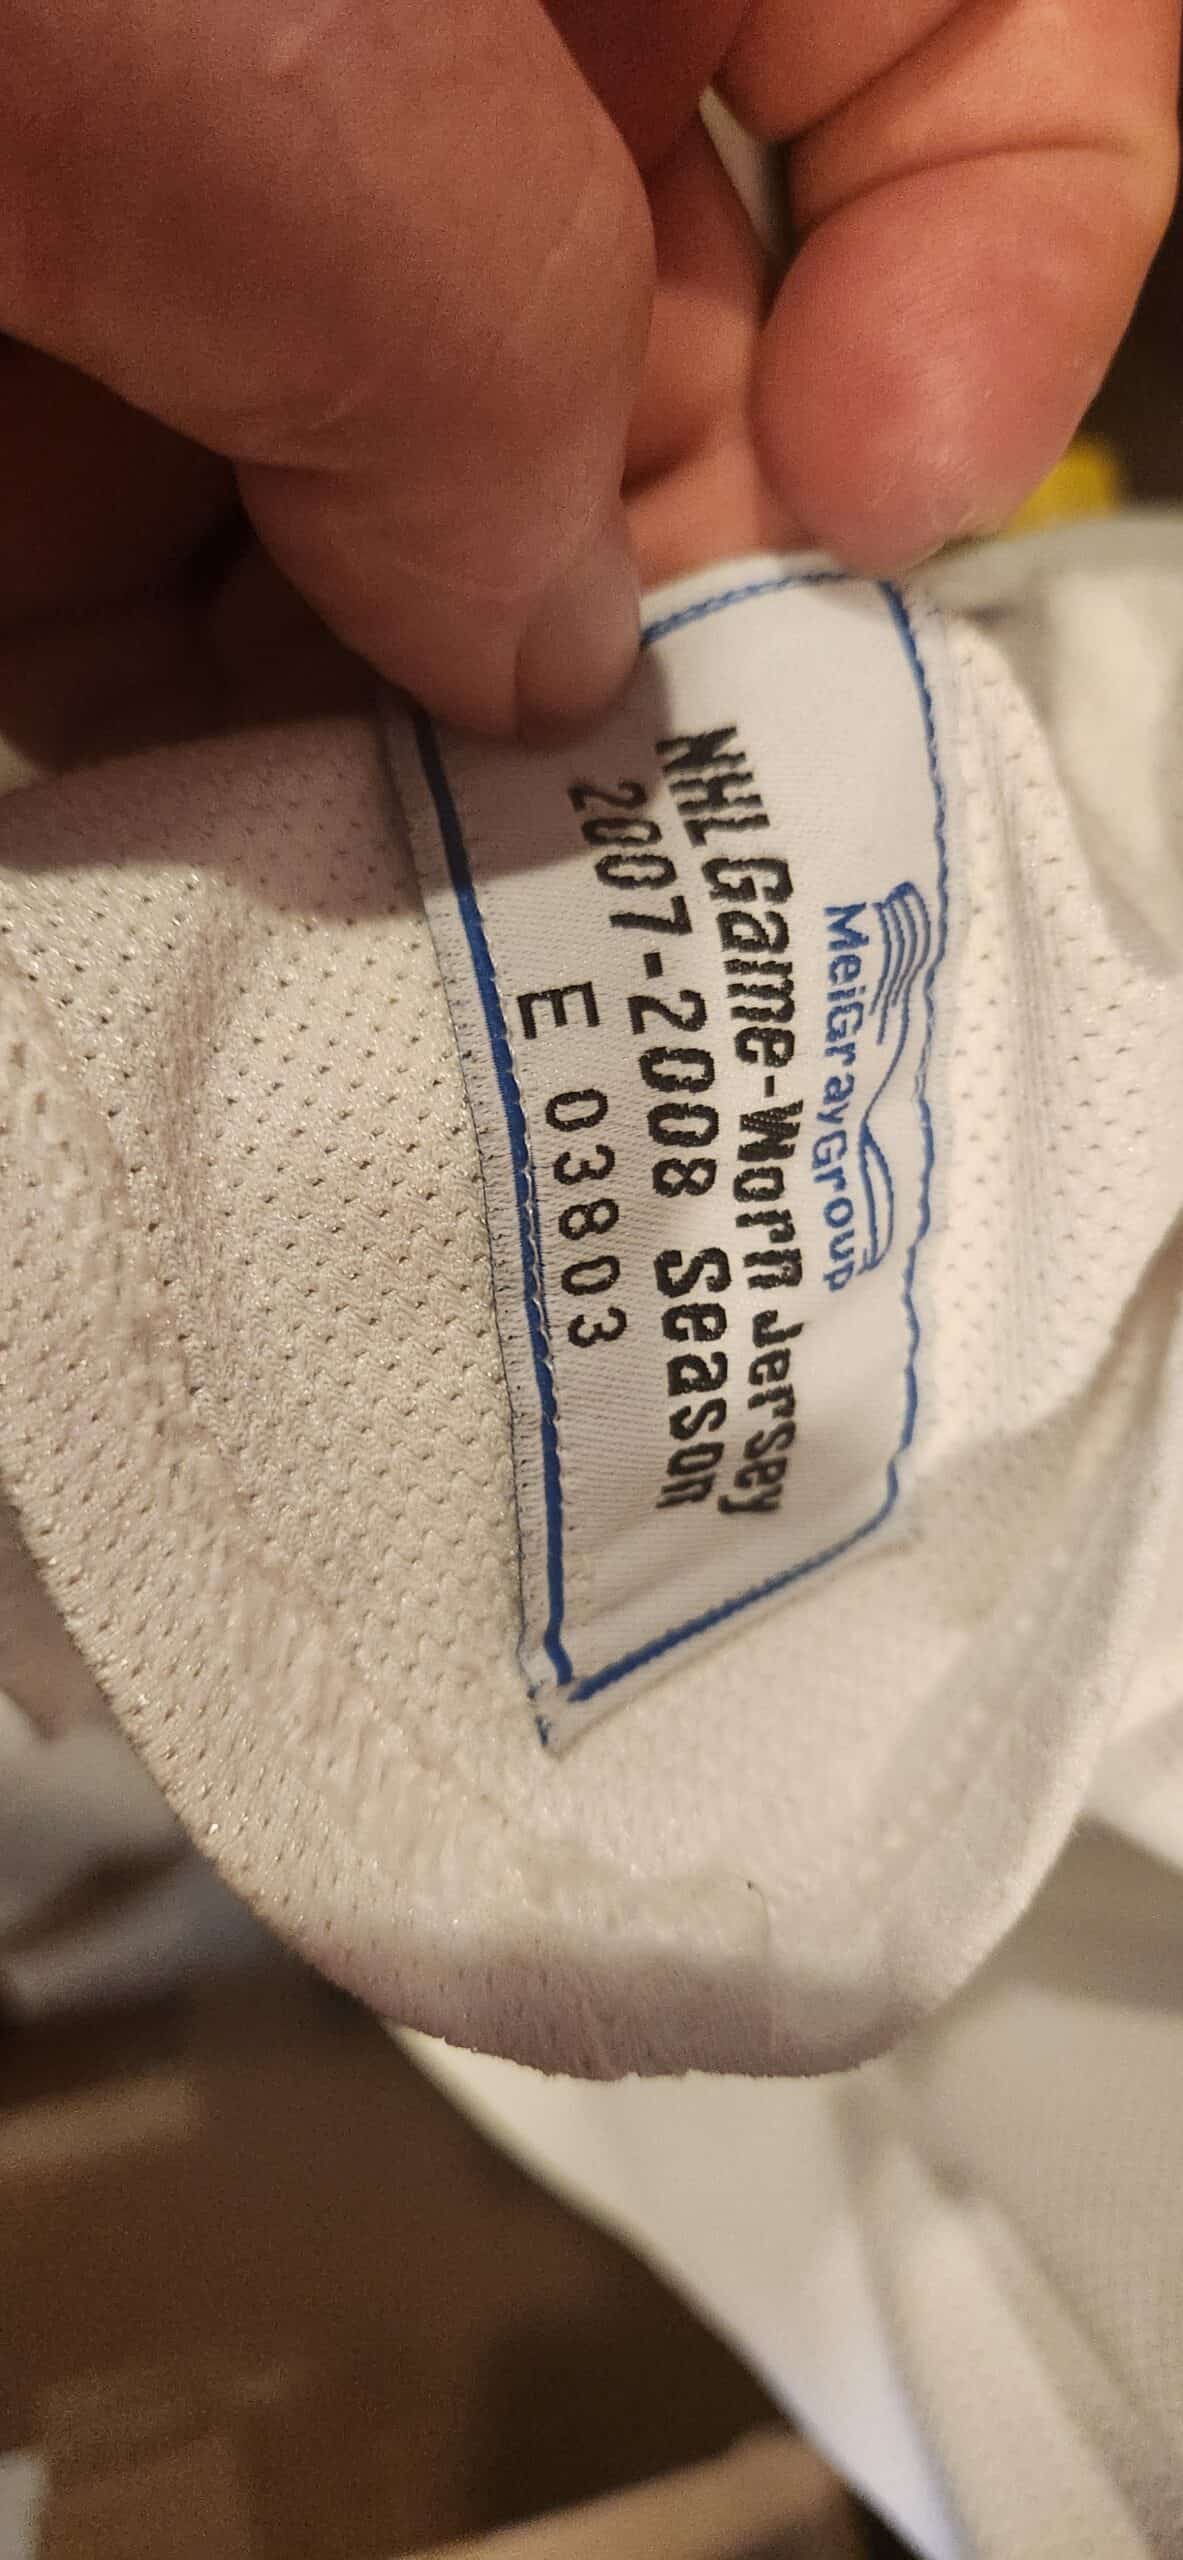 MeiGrayGroup
NHL Game-Worn Jersey
2007-2008 Season
E 03803